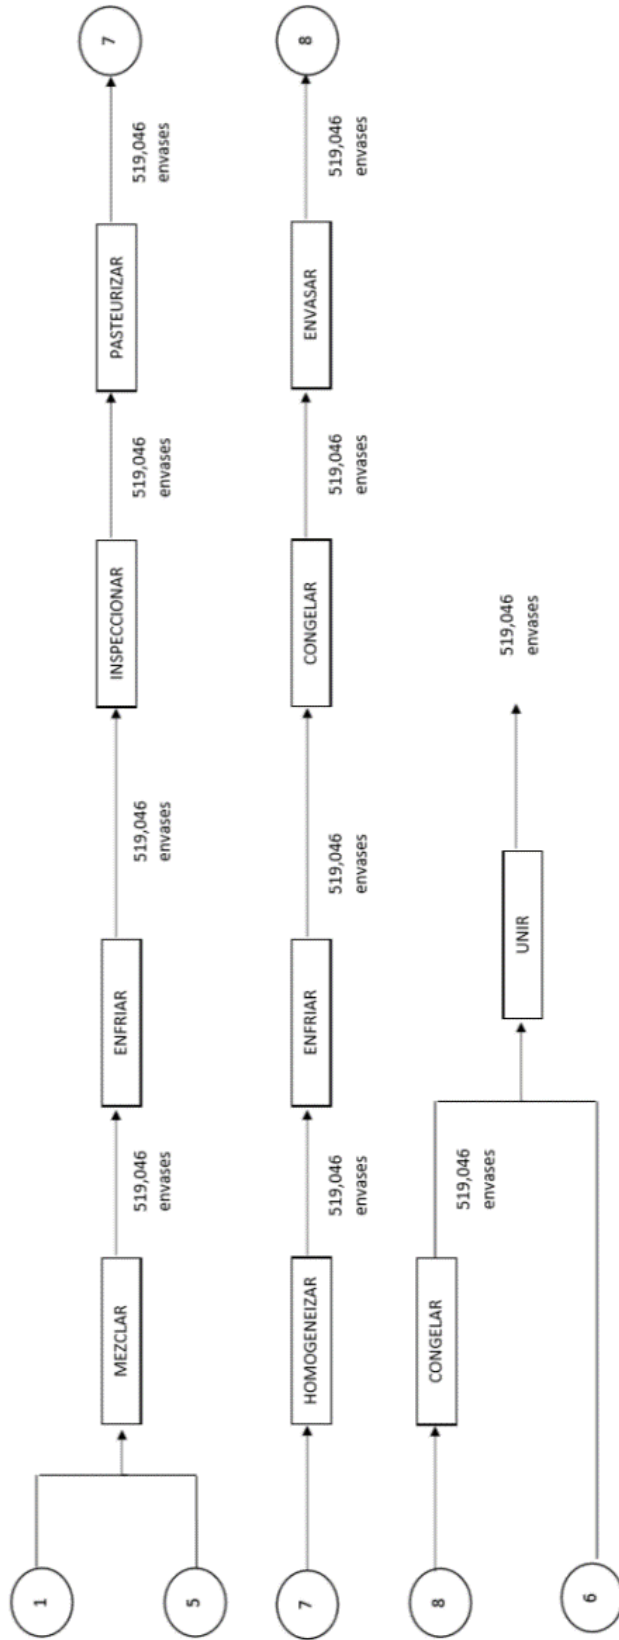 1
5
MEZCLAR
519,046
envases
ENFRIAR
519,046
envases
INSPECCIONAR
519,046
envases
PASTEURIZAR
519,046
envases
7
7
HOMOGENEIZAR
519,046
envases
ENFRIAR
519,046
envases
CONGELAR
519,046
envases
ENVASAR
519,046
envases
8
8
CONGELAR
519,046
envases
6
UNIR
519,046
envases